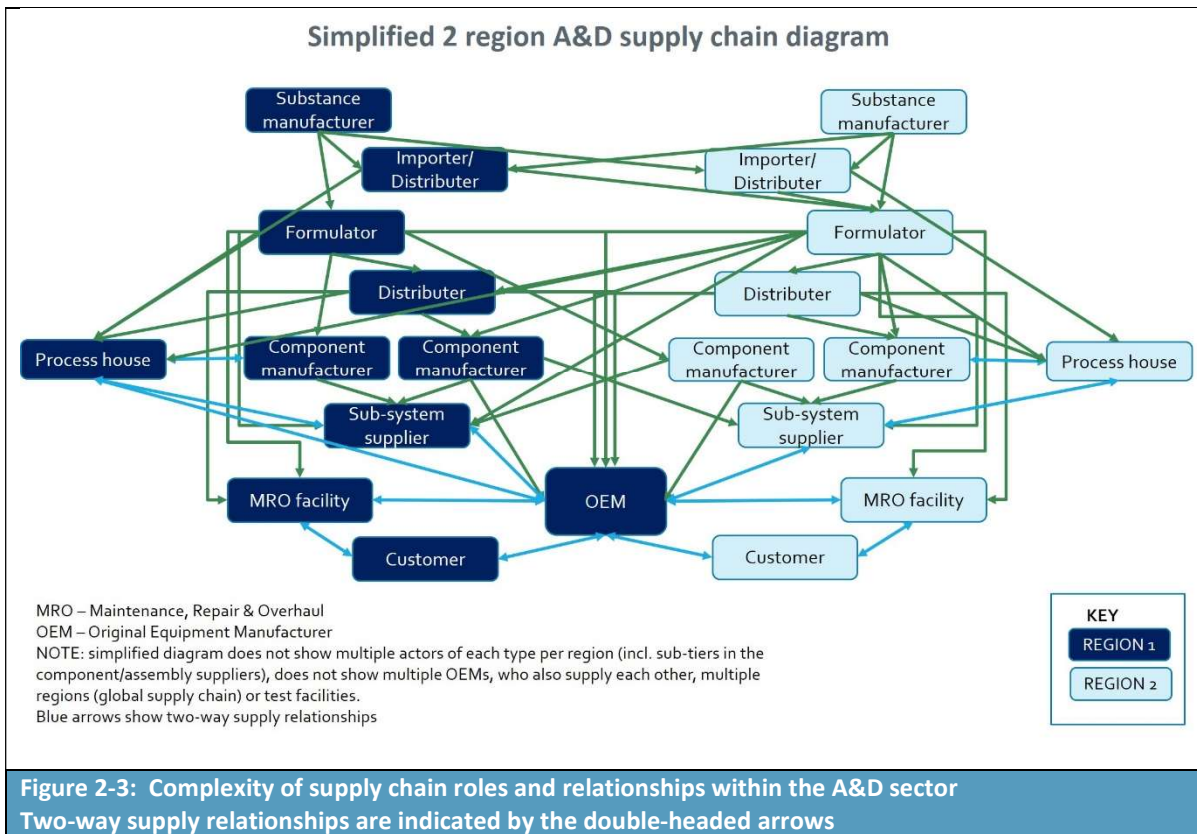 Simplified 2 region A&D supply chain diagram
Substance
manufacturer
Substance
manufacturer
Importer/
Distributer
Importer/
Distributer
Formulator
Formulator
Distributer
Distributer
Process house
Component
manufacturer
Component
manufacturer
Component
manufacturer
Component
manufacturer
Process house
Sub-system
supplier
Sub-system
supplier
MRO facility
OEM
MRO facility
Customer
Customer
MRO – Maintenance, Repair & Overhaul
OEM – Original Equipment Manufacturer
NOTE: simplified diagram does not show multiple actors of each type per region (incl. sub-tiers in the
component/assembly suppliers), does not show multiple OEMs, who also supply each other, multiple
regions (global supply chain) or test facilities.
Blue arrows show two-way supply relationships
KEY
REGION 1
REGION 2
Figure 2-3: Complexity of supply chain roles and relationships within the A&D sector
Two-way supply relationships are indicated by the double-headed arrows